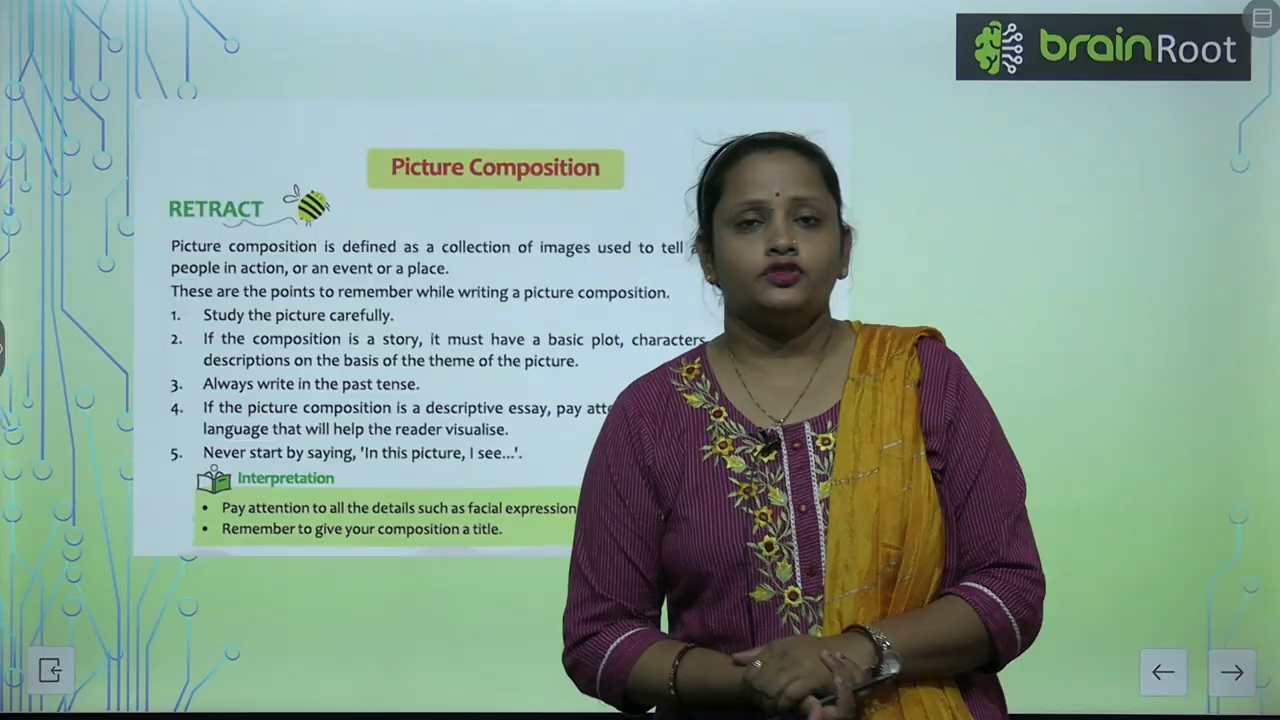 brainRoot
Picture Composition
RETRACT
Picture composition is defined as a collection of images used to tell
people in action, or an event or a place.
These are the points to remember while writing a picture composition.
1. Study the picture carefully.
2. If the composition is a story, it must have a basic plot, characters
descriptions on the basis of the theme of the picture.
3. Always write in the past tense.
4. If the picture composition is a descriptive essay, pay
language that will help the reader visualise.
5. Never start by saying, 'In this picture, I see...'.
Interpretation
• Pay attention to all the details such as facial expression
• Remember to give your composition a title.